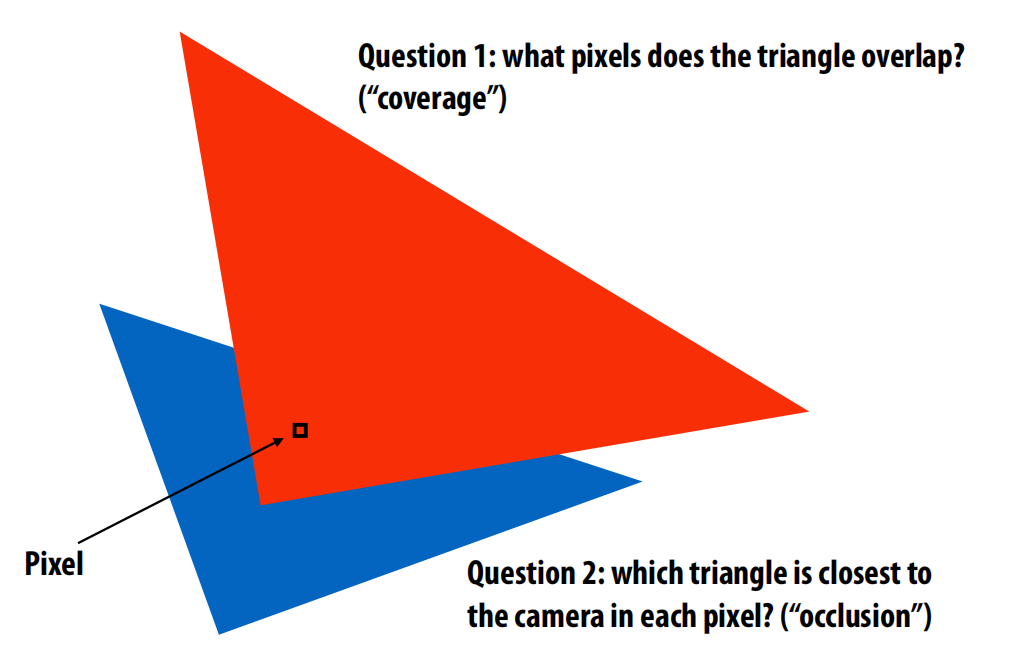 Question 1: what pixels does the triangle overlap?
(“coverage”)
Pixel
Question 2: which triangle is closest to
the camera in each pixel? (“occlusion”)